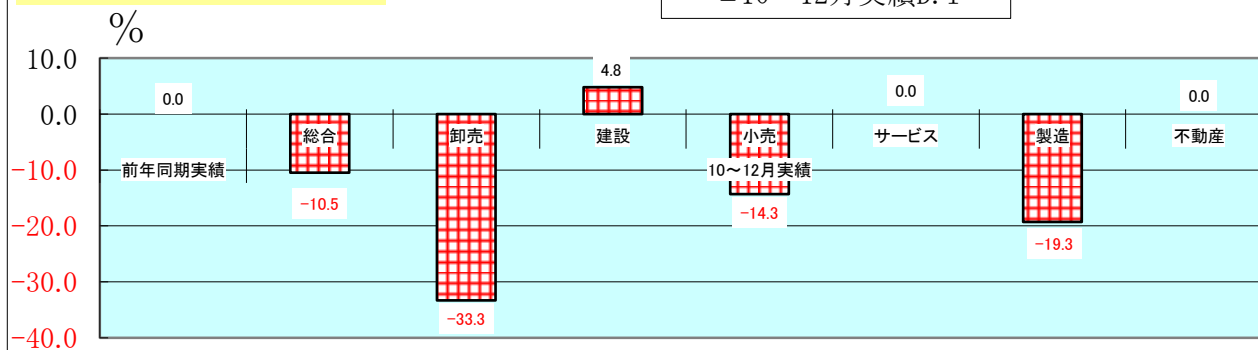 %
10.0
0.0
-10.0
-20.0
-30.0
-40.0
0.0
-10.5
-33.3
4.8
-14.3
0.0
-19.3
0.0
総合
卸売
建設
小売
サービス
製造
不動産
前年同期実績
10～12月実績